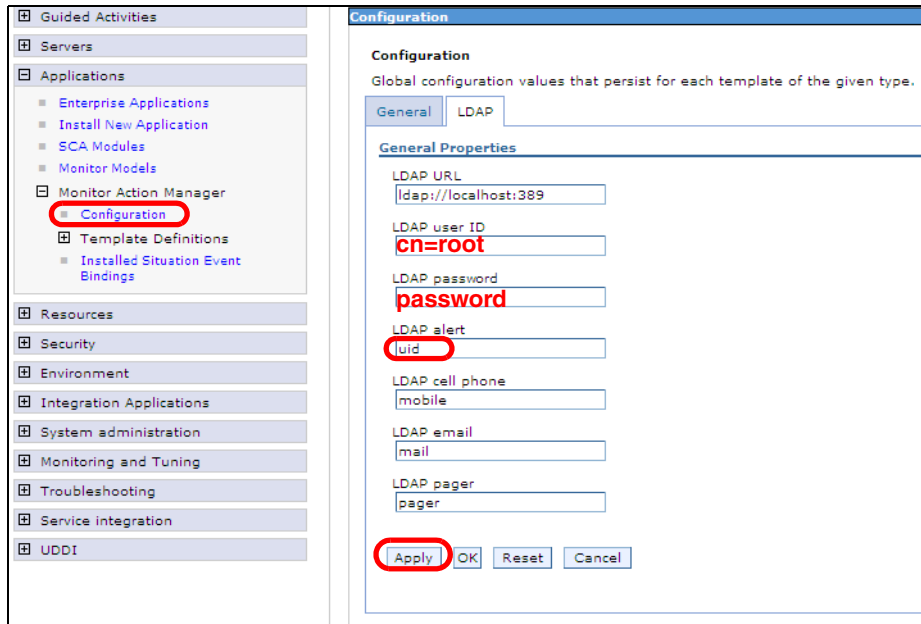 Guided Activities
Servers
Applications
Enterprise Applications
Install New Application
SCA Modules
Monitor Models
Monitor Action Manager
Configuration
Template Definitions
Installed Situation Event
Bindings
Resources
Security
Environment
Integration Applications
System administration
Monitoring and Tuning
Troubleshooting
Service integration
UDDI
Configuration
Configuration
Global configuration values that persist for each template of the given type.
General LDAP
General Properties
LDAP URL
ldap://localhost:389
LDAP user ID
cn=root
LDAP password
password
LDAP alert
uid
LDAP cell phone
mobile
LDAP email
mail
LDAP pager
pager
Apply OK Reset Cancel